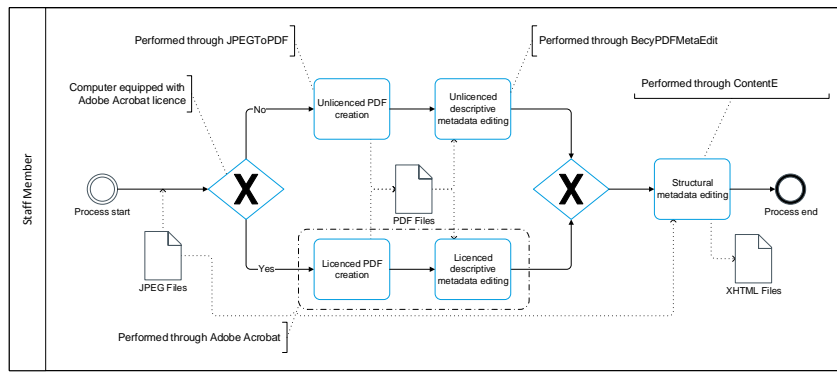 Staff Member
Performed through JPEGToPDF
Performed through BecyPDFMetaEdit
Computer equipped with
Adobe Acrobat licence
Performed through ContentE
No
Unlicenced PDF
creation
Unlicenced
descriptive
metadata editing
X
X
Process start
PDF Files
Structural
metadata editing
Process end
JPEG Files
Yes
Licenced PDF
creation
Licenced
descriptive
metadata editing
XHTML Files
Performed through Adobe Acrobat